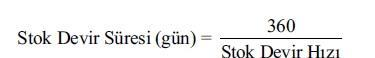 Stok Devir Süresi (gün) = 360
Stok Devir Hızı